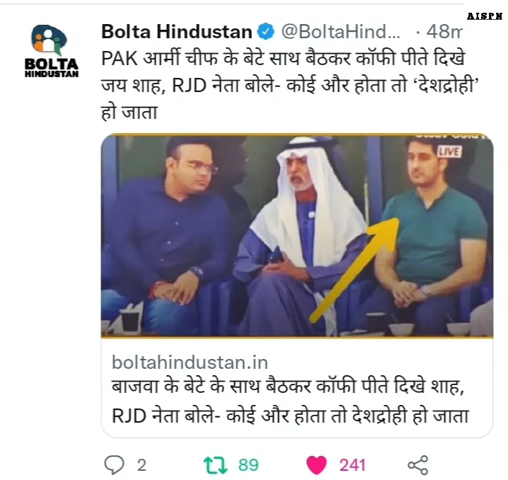 AISPN
Bolta Hindustan @BoltaHind... · 48m
BOLTA
HINDUSTAN
PAK आर्मी चीफ के बेटे साथ बैठकर कॉफी पीते दिखे
जय शाह, RJD नेता बोले- कोई और होता तो ‘देशद्रोही’
हो जाता
LIVE
boltahindustan.in
बाजवा के बेटे के साथ बैठकर कॉफी पीते दिखे शाह,
RJD नेता बोले- कोई और होता तो देशद्रोही हो जाता
2 89 241